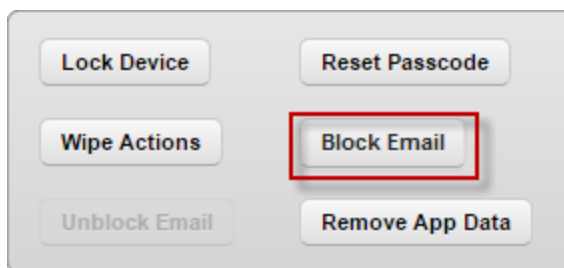 Lock Device
Reset Passcode
Wipe Actions
Block Email
Unblock Email
Remove App Data